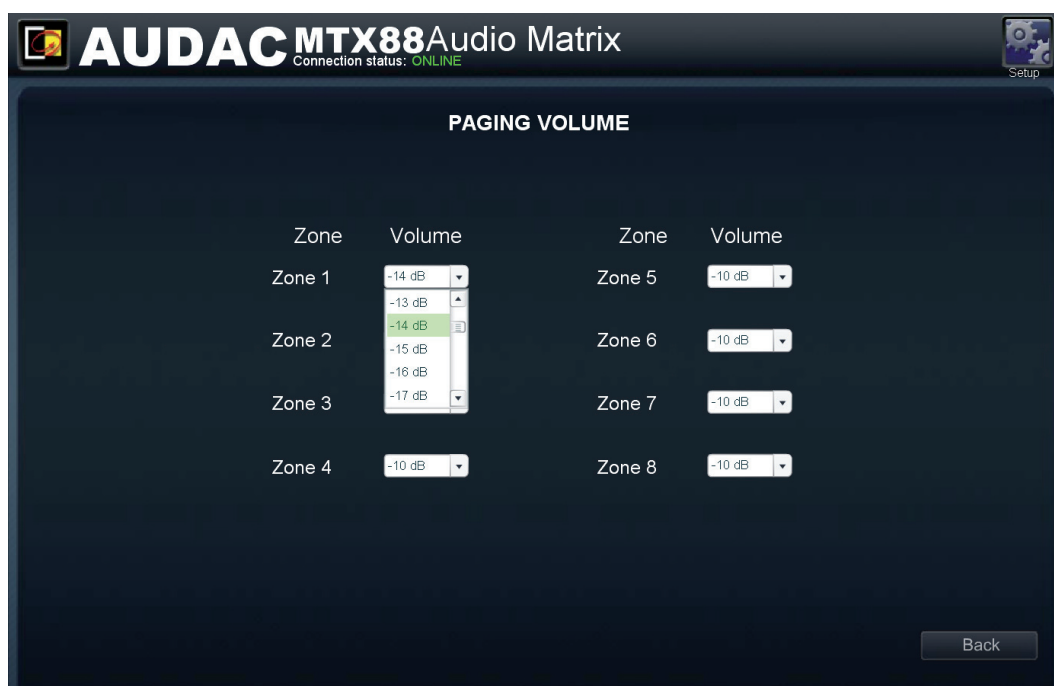 AUDAC MTX88 Audio Matrix
Connection status: ONLINE
Setup
PAGING VOLUME
Zone Volume Zone Volume
Zone 1 -14 dB Zone 5 -10 dB
-13 dB
-14 dB
Zone 2 Zone 6 -10 dB
-15 dB
-16 dB
-17 dB
Zone 3 Zone 7 -10 dB
Zone 4 -10 dB Zone 8 -10 dB
Back